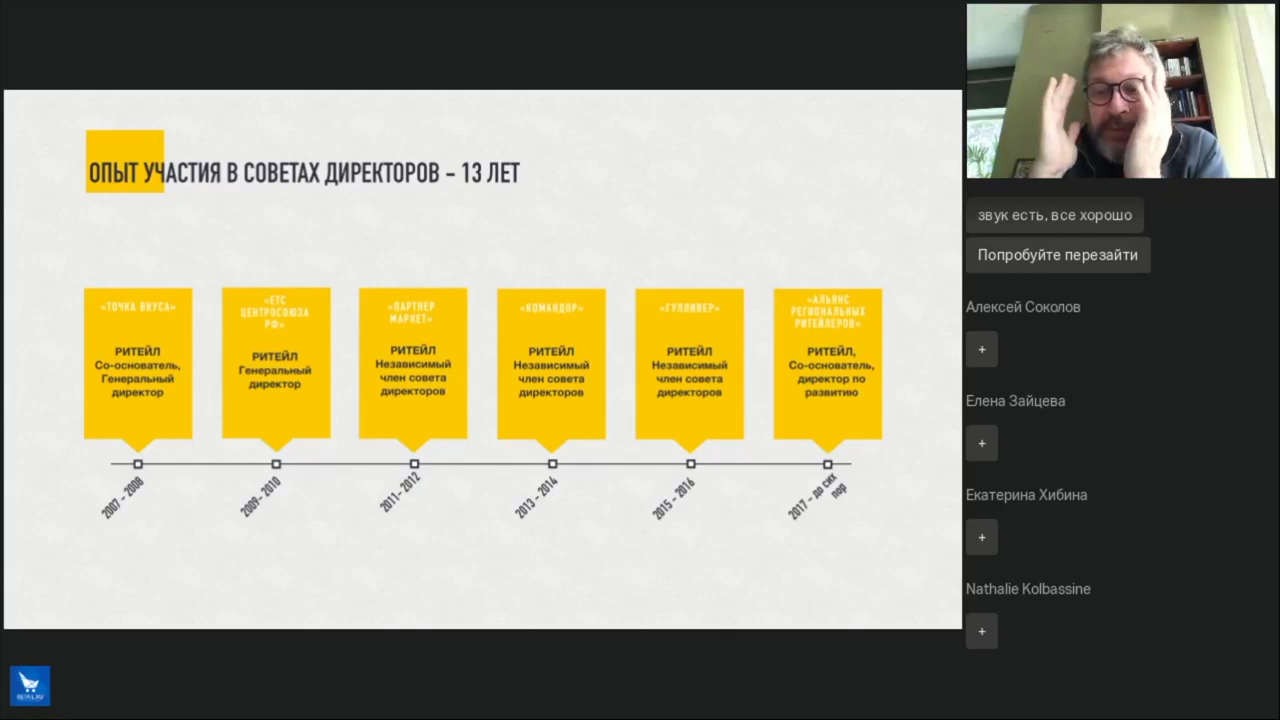 ОПЫТ УЧАСТИЯ В СОВЕТАХ ДИРЕКТОРОВ – 13 ЛЕТ
«ТОЧКА ВКУСА»
РИТЕЙЛ
Со-основатель,
Генеральный
директор
2007 – 2008
«ЕТС
ЦЕНТРОСОЮЗА
РФ»
РИТЕЙЛ
Генеральный
директор
2009– 2010
«ПАРТНЕР
МАРКЕТ»
РИТЕЙЛ
Независимый
член совета
директоров
2011– 2012
«КОМАНДОР»
РИТЕЙЛ
Независимый
член совета
директоров
2013 – 2014
«ГУЛЛИВЕР»
РИТЕЙЛ
Независимый
член совета
директоров
2015 – 2016
«АЛЬЯНС
РЕГИОНАЛЬНЫХ
РИТЕЙЛЕРОВ»
РИТЕЙЛ,
Со-основатель,
директор по
развитию
2017 – до сих
пор
звук есть, все хорошо
Попробуйте перезайти
Алексей Соколов
+
Елена Зайцева
+
Екатерина Хибина
+
Nathalie Kolbassine
+
RETAIL.RU